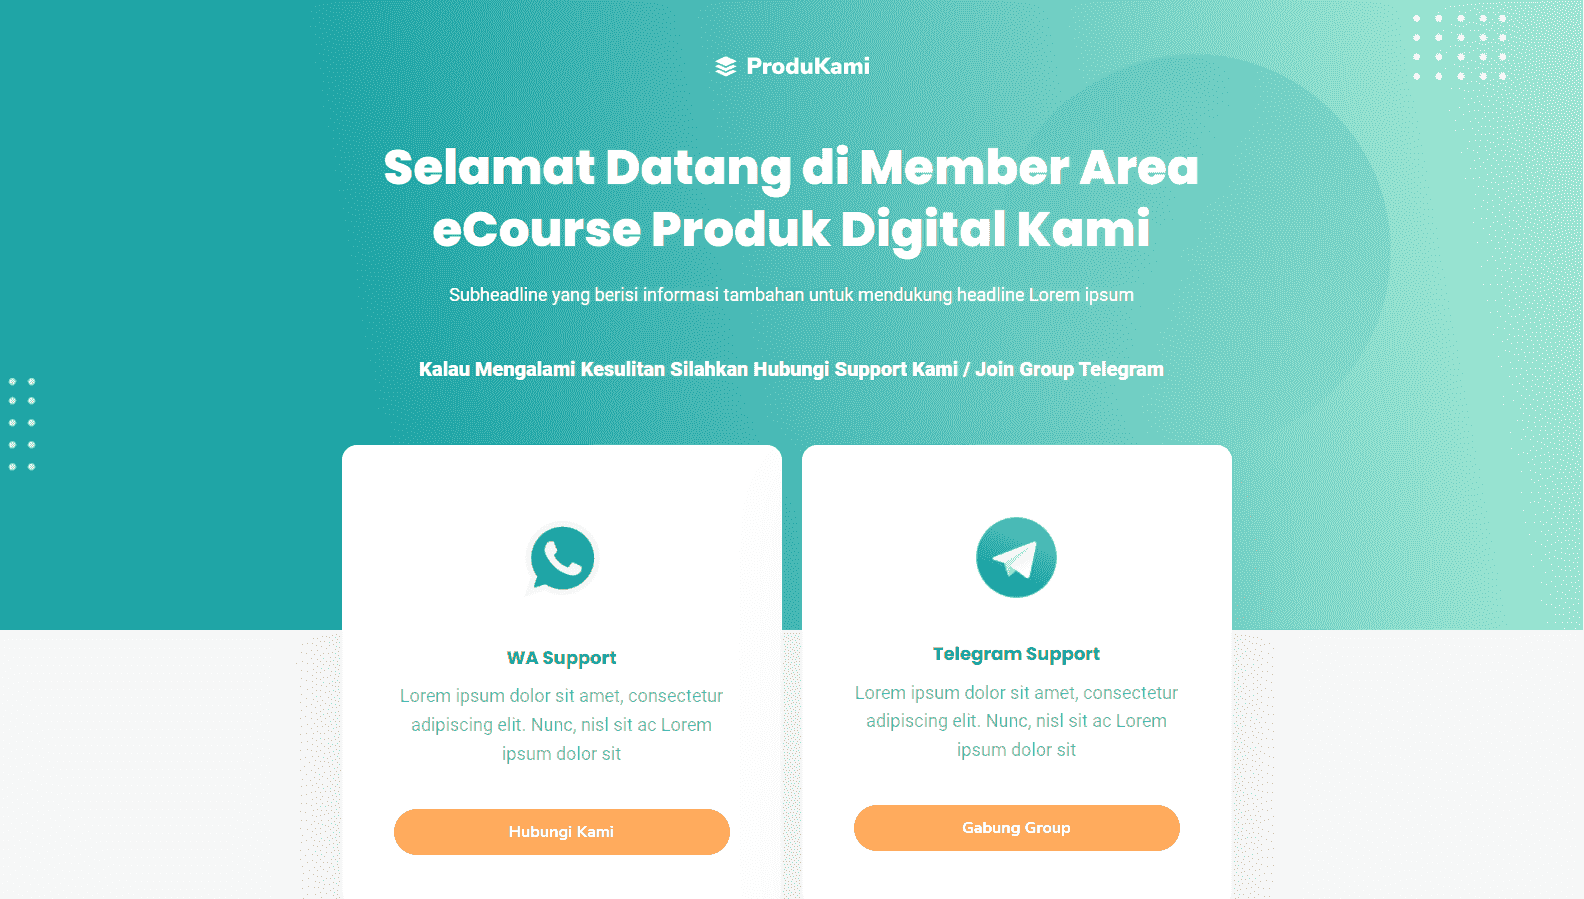 ProduKami
Selamat Datang di Member Area
eCourse Produk Digital Kami
Subheadline yang berisi informasi tambahan untuk mendukung headline Lorem ipsum
Kalau Mengalami Kesulitan Silahkan Hubungi Support Kami / Join Group Telegram
WA Support
Lorem ipsum dolor sit amet, consectetur
adipiscing elit. Nunc, nisl sit ac Lorem
ipsum dolor sit
Hubungi Kami
Telegram Support
Lorem ipsum dolor sit amet, consectetur
adipiscing elit. Nunc, nisl sit ac Lorem
ipsum dolor sit
Gabung Group